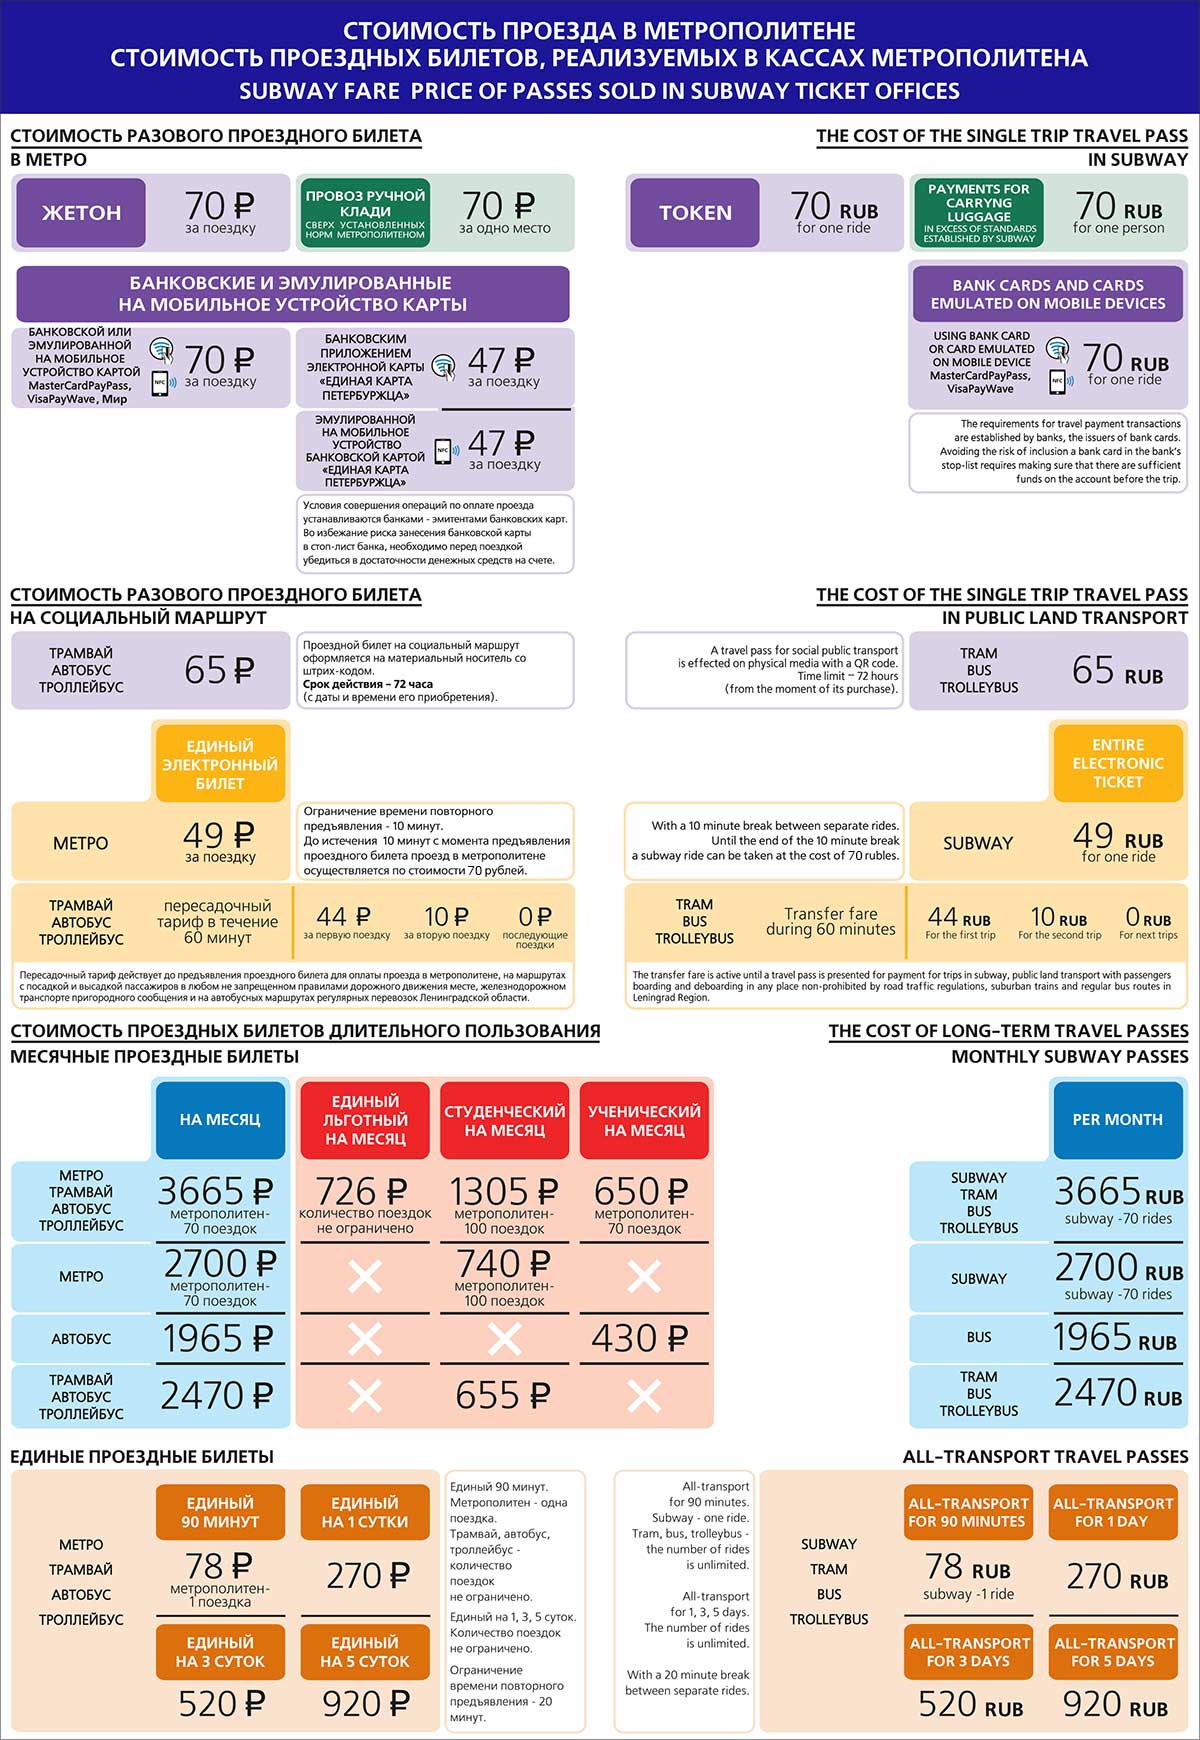 СТОИМОСТЬ ПРОЕЗДА В МЕТРОПОЛИТЕНЕ
СТОИМОСТЬ ПРОЕЗДНЫХ БИЛЕТОВ, РЕАЛИЗУЕМЫХ В КАССАХ МЕТРОПОЛИТЕНА
SUBWAY FARE PRICE OF PASSES SOLD IN SUBWAY TICKET OFFICES
СТОИМОСТЬ РАЗОВОГО ПРОЕЗДНОГО БИЛЕТА
В МЕТРО
ЖЕТОН
70 ₽
за поездку
ПРОВОЗ РУЧНОЙ
КЛАДИ
СВЕРХ УСТАНОВЛЕННЫХ
НОРМ МЕТРОПОЛИТЕНОМ
70 ₽
за одно место
БАНКОВСКИЕ И ЭМУЛИРОВАННЫЕ
НА МОБИЛЬНОЕ УСТРОЙСТВО КАРТЫ
БАНКОВСКОЙ ИЛИ
ЭМУЛИРОВАННОЙ
НА МОБИЛЬНОЕ
УСТРОЙСТВО КАРТОЙ
MasterCardPayPass,
VisaPayWave, Мир
NFC
70 ₽
за поездку
БАНКОВСКИМ
ПРИЛОЖЕНИЕМ
ЭЛЕКТРОННОЙ КАРТЫ
«ЕДИНАЯ КАРТА
ПЕТЕРБУРЖЦА»
47 ₽
за поездку
ЭМУЛИРОВАННОЙ
НА МОБИЛЬНОЕ
УСТРОЙСТВО
БАНКОВСКОЙ КАРТОЙ
«ЕДИНАЯ КАРТА
ПЕТЕРБУРЖЦА»
NFC
47 ₽
за поездку
Условия совершения операций по оплате проезда
устанавливаются банками - эмитентами банковских карт.
Во избежание риска занесения банковской карты
в стоп-лист банка, необходимо перед поездкой
убедиться в достаточности денежных средств на счете.
THE COST OF THE SINGLE TRIP TRAVEL PASS
IN SUBWAY
TOKEN
70 RUB
for one ride
PAYMENTS FOR
CARRYNG
LUGGAGE
IN EXCESS OF STANDARDS
ESTABLISHED BY SUBWAY
70 RUB
for one person
BANK CARDS AND CARDS
EMULATED ON MOBILE DEVICES
USING BANK CARD
OR CARD EMULATED
ON MOBILE DEVICE
MasterCardPayPass,
VisaPayWave
NFC
70 RUB
for one ride
The requirements for travel payment transactions
are established by banks, the issuers of bank cards.
Avoiding the risk of inclusion a bank card in the bank's
stop-list requires making sure that there are sufficient
funds on the account before the trip.
СТОИМОСТЬ РАЗОВОГО ПРОЕЗДНОГО БИЛЕТА
НА СОЦИАЛЬНЫЙ МАРШРУТ
ТРАМВАЙ
АВТОБУС
ТРОЛЛЕЙБУС
65 ₽
Проездной билет на социальный маршрут
оформляется на материальный носитель со
штрих-кодом.
Срок действия – 72 часа
(с даты и времени его приобретения).
THE COST OF THE SINGLE TRIP TRAVEL PASS
IN PUBLIC LAND TRANSPORT
A travel pass for social public transport
is effected on physical media with a QR code.
Time limit – 72 hours
(from the moment of its purchase).
TRAM
BUS
TROLLEYBUS
65 RUB
ЕДИНЫЙ
ЭЛЕКТРОННЫЙ
БИЛЕТ
МЕТРО
49 ₽
за поездку
Ограничение времени повторного
предъявления - 10 минут.
До истечения 10 минут с момента предъявления
проездного билета проезд в метрополитене
осуществляется по стоимости 70 рублей.
ТРАМВАЙ
АВТОБУС
ТРОЛЛЕЙБУС
пересадочный
тариф в течение
60 минут
44 ₽
за первую поездку
10 ₽
за вторую поездку
0 ₽
последующие
поездки
Пересадочный тариф действует до предъявления проездного билета для оплаты проезда в метрополитене, на маршрутах
с посадкой и высадкой пассажиров в любом не запрещенном правилами дорожного движения месте, железнодорожном
транспорте пригородного сообщения и на автобусных маршрутах регулярных перевозок Ленинградской области.
ENTIRE
ELECTRONIC
TICKET
With a 10 minute break between separate rides.
Until the end of the 10 minute break
a subway ride can be taken at the cost of 70 rubles.
SUBWAY
49 RUB
for one ride
TRAM
BUS
TROLLEYBUS
Transfer fare
during 60 minutes
44 RUB
For the first trip
10 RUB
For the second trip
0 RUB
For next trips
The transfer fare is active until a travel pass is presented for payment for trips in subway, public land transport with passengers
boarding and deboarding in any place non-prohibited by road traffic regulations, suburban trains and regular bus routes in
Leningrad Region.
СТОИМОСТЬ ПРОЕЗДНЫХ БИЛЕТОВ ДЛИТЕЛЬНОГО ПОЛЬЗОВАНИЯ
МЕСЯЧНЫЕ ПРОЕЗДНЫЕ БИЛЕТЫ
НА МЕСЯЦ
ЕДИНЫЙ
ЛЬГОТНЫЙ
НА МЕСЯЦ
СТУДЕНЧЕСКИЙ
НА МЕСЯЦ
УЧЕНИЧЕСКИЙ
НА МЕСЯЦ
МЕТРО
ТРАМВАЙ
АВТОБУС
ТРОЛЛЕЙБУС
3665 ₽
метрополитен-
70 поездок
726 ₽
количество поездок
не ограничено
1305 ₽
метрополитен-
100 поездок
650 ₽
метрополитен-
70 поездок
МЕТРО
2700 ₽
метрополитен-
70 поездок
740 ₽
метрополитен-
100 поездок
АВТОБУС
1965 ₽
430 ₽
ТРАМВАЙ
АВТОБУС
ТРОЛЛЕЙБУС
2470 ₽
655 ₽
THE COST OF LONG–TERM TRAVEL PASSES
MONTHLY SUBWAY PASSES
PER MONTH
SUBWAY
TRAM
BUS
TROLLEYBUS
3665 RUB
subway -70 rides
SUBWAY
2700 RUB
subway -70 rides
BUS
1965 RUB
TRAM
BUS
TROLLEYBUS
2470 RUB
ЕДИНЫЕ ПРОЕЗДНЫЕ БИЛЕТЫ
МЕТРО
ТРАМВАЙ
АВТОБУС
ТРОЛЛЕЙБУС
ЕДИНЫЙ
90 МИНУТ
78 ₽
метрополитен-
1 поездка
ЕДИНЫЙ
НА 1 СУТКИ
270 ₽
ЕДИНЫЙ
НА 3 СУТОК
520 ₽
ЕДИНЫЙ
НА 5 СУТОК
920 ₽
Единый 90 минут.
Метрополитен - одна
поездка.
Трамвай, автобус,
троллейбус -
количество
поездок
не ограничено.
Единый на 1, 3, 5 суток.
Количество поездок
не ограничено.
Ограничение
времени повторного
предъявления - 20
минут.
ALL–TRANSPORT TRAVEL PASSES
All-transport
for 90 minutes.
Subway - one ride.
Tram, bus, trolleybus -
the number of rides
is unlimited.
All-transport
for 1, 3, 5 days.
The number of rides
is unlimited.
With a 20 minute break
between separate rides.
SUBWAY
TRAM
BUS
TROLLEYBUS
ALL–TRANSPORT
FOR 90 MINUTES
78 RUB
subway -1 ride
ALL–TRANSPORT
FOR 1 DAY
270 RUB
ALL–TRANSPORT
FOR 3 DAYS
520 RUB
ALL–TRANSPORT
FOR 5 DAYS
920 RUB